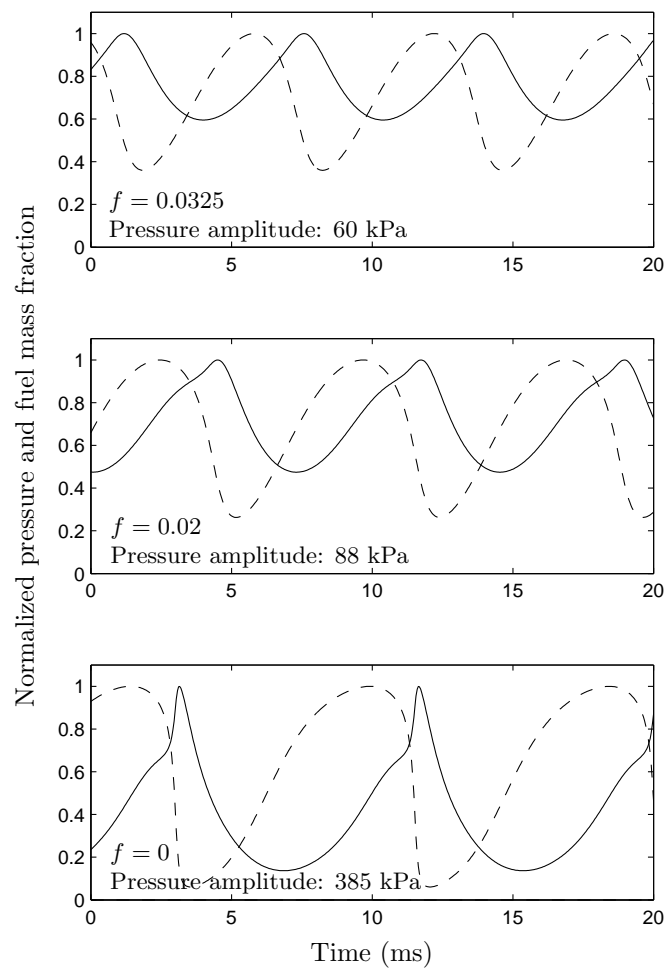 Normalized pressure and fuel mass fraction
1
0.8
0.6
0.4
0.2
0
f = 0.0325
Pressure amplitude: 60 kPa
0 5 10 15 20
1
0.8
0.6
0.4
0.2
0
f = 0.02
Pressure amplitude: 88 kPa
0 5 10 15 20
1
0.8
0.6
0.4
0.2
0
f = 0
Pressure amplitude: 385 kPa
0 5 10 15 20
Time (ms)